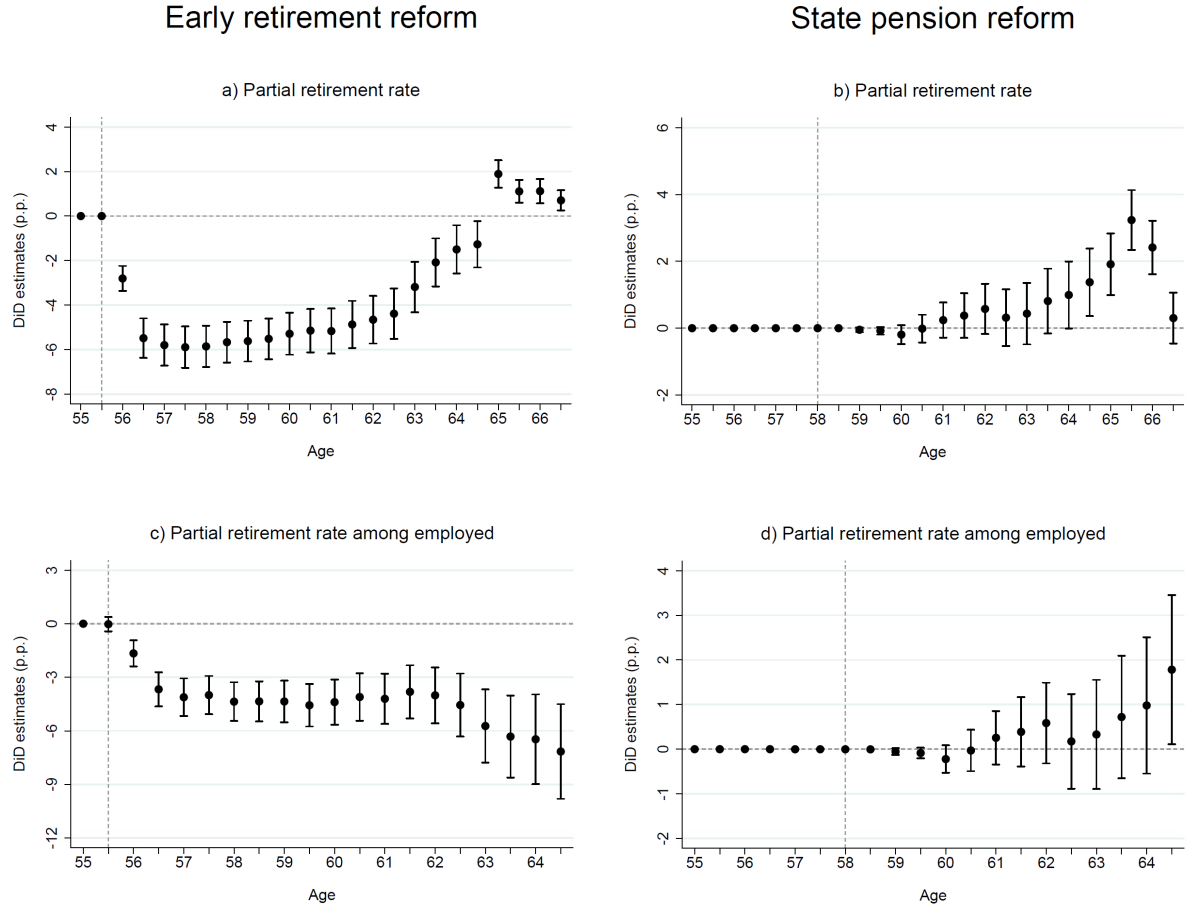 Early retirement reform
State pension reform
a) Partial retirement rate
DiD estimates (p.p.)
4
2
0
-2
-4
-6
-8
55 56 57 58 59 60 61 62 63 64 65 66
Age
b) Partial retirement rate
DiD estimates (p.p.)
6
4
2
0
-2
55 56 57 58 59 60 61 62 63 64 65 66
Age
c) Partial retirement rate among employed
DiD estimates (p.p.)
3
0
-3
-6
-9
-12
55 56 57 58 59 60 61 62 63 64
Age
d) Partial retirement rate among employed
DiD estimates (p.p.)
4
3
2
1
0
-1
-2
55 56 57 58 59 60 61 62 63 64
Age